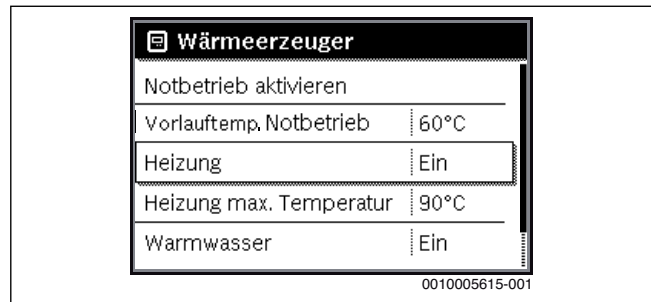 Wärmeerzeuger
Notbetrieb aktivieren
Vorlauftemp. Notbetrieb 60°C
Heizung Ein
Heizung max. Temperatur 90°C
Warmwasser Ein
0010005615-001